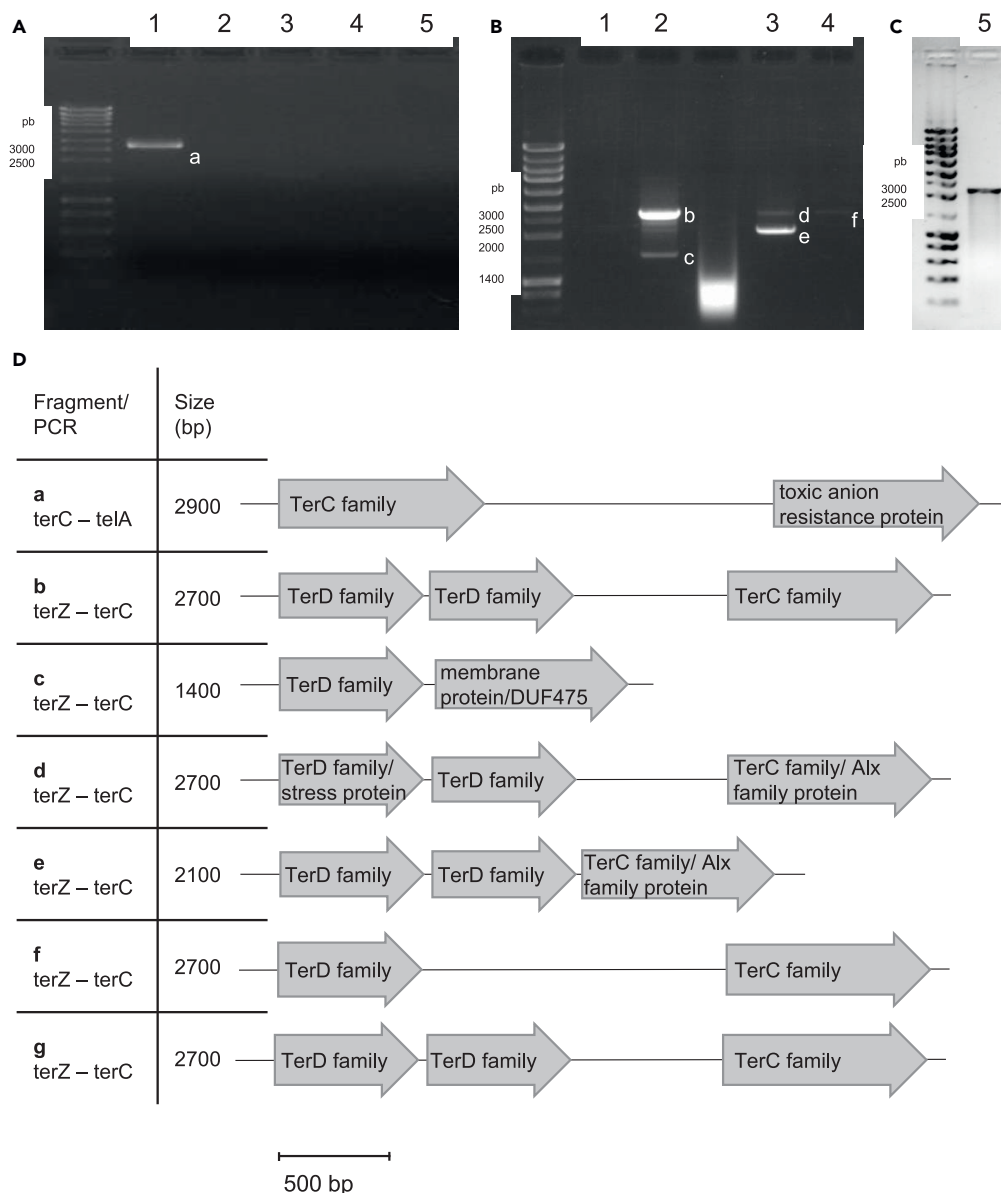 A
1 2 3 4 5
pb
3000
2500
a
B
1 2 3 4
pb
3000
2500
2000
1400
b
c
d
e
f
C
5
pb
3000
2500
D
Fragment/
PCR
Size
(bp)
a
terC – telA
2900
TerC family
toxic anion
resistance protein
b
terZ – terC
2700
TerD family
TerD family
TerC family
c
terZ – terC
1400
TerD family
membrane
protein/DUF475
d
terZ – terC
2700
TerD family/
stress protein
TerD family
TerC family/ Alx
family protein
e
terZ – terC
2100
TerD family
TerD family
TerC family/ Alx
family protein
f
terZ – terC
2700
TerD family
TerC family
g
terZ – terC
2700
TerD family
TerD family
TerC family
500 bp